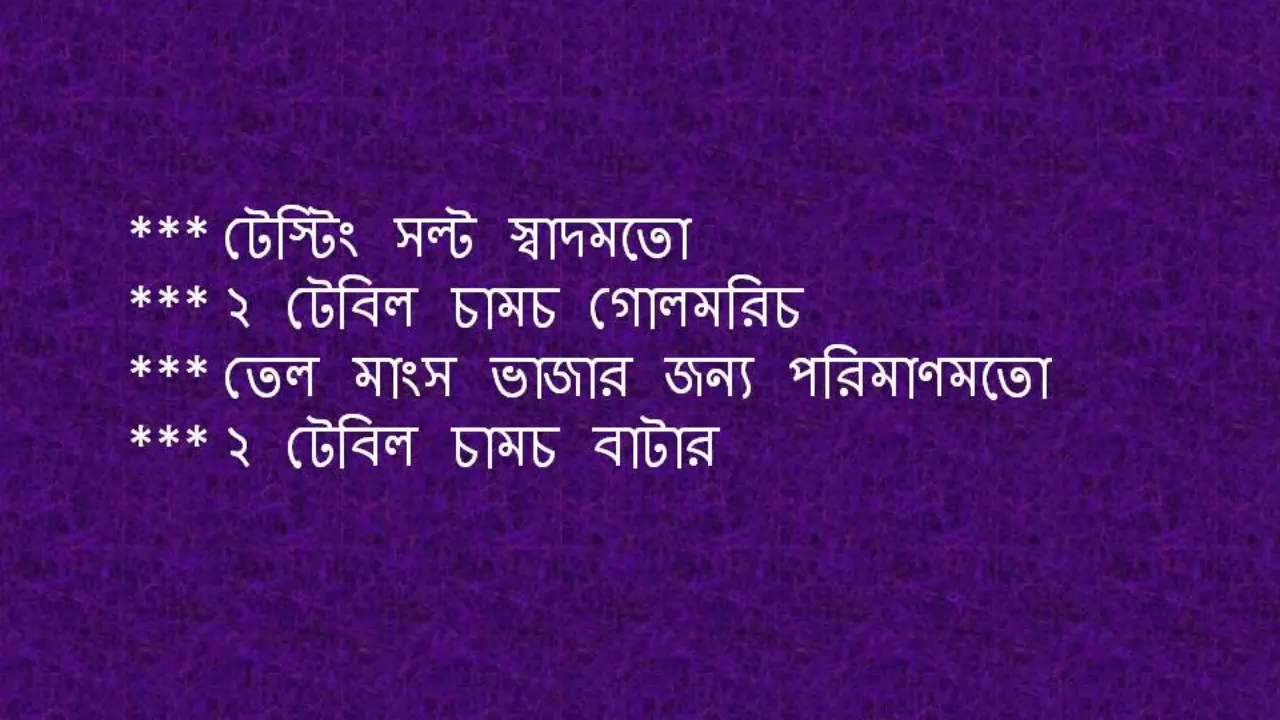 *** টেস্টিং সল্ট স্বাদমতো
*** ২ টেবিল চামচ গোলমরিচ
*** তেল মাংস ভাজার জন্য পরিমাণমতো
*** ২ টেবিল চামচ বাটার